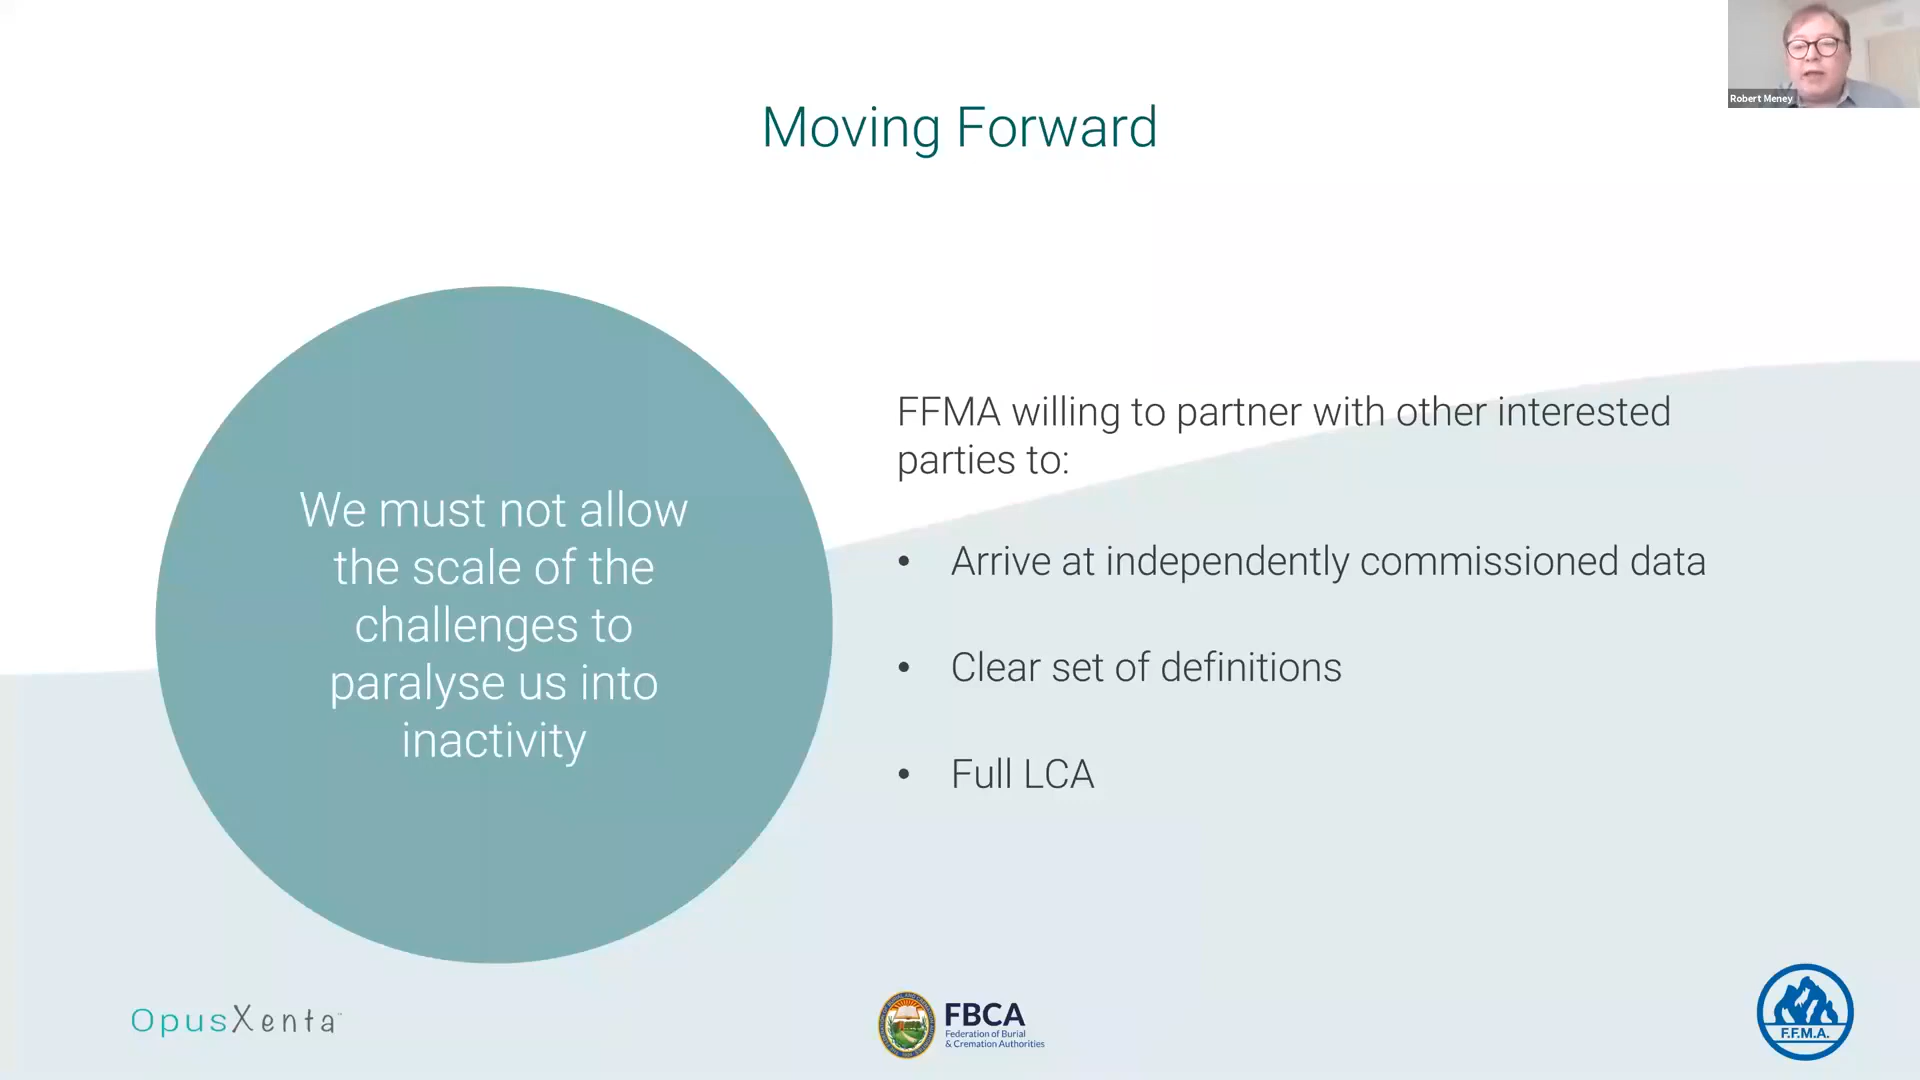 Robert Meney
Moving Forward
We must not allow
the scale of the
challenges to
paralyse us into
inactivity
FFMA willing to partner with other interested
parties to:
• Arrive at independently commissioned data
• Clear set of definitions
• Full LCA
OpusXenta™
FBCA
Federation of Burial
& Cremation Authorities
F.F.M.A.